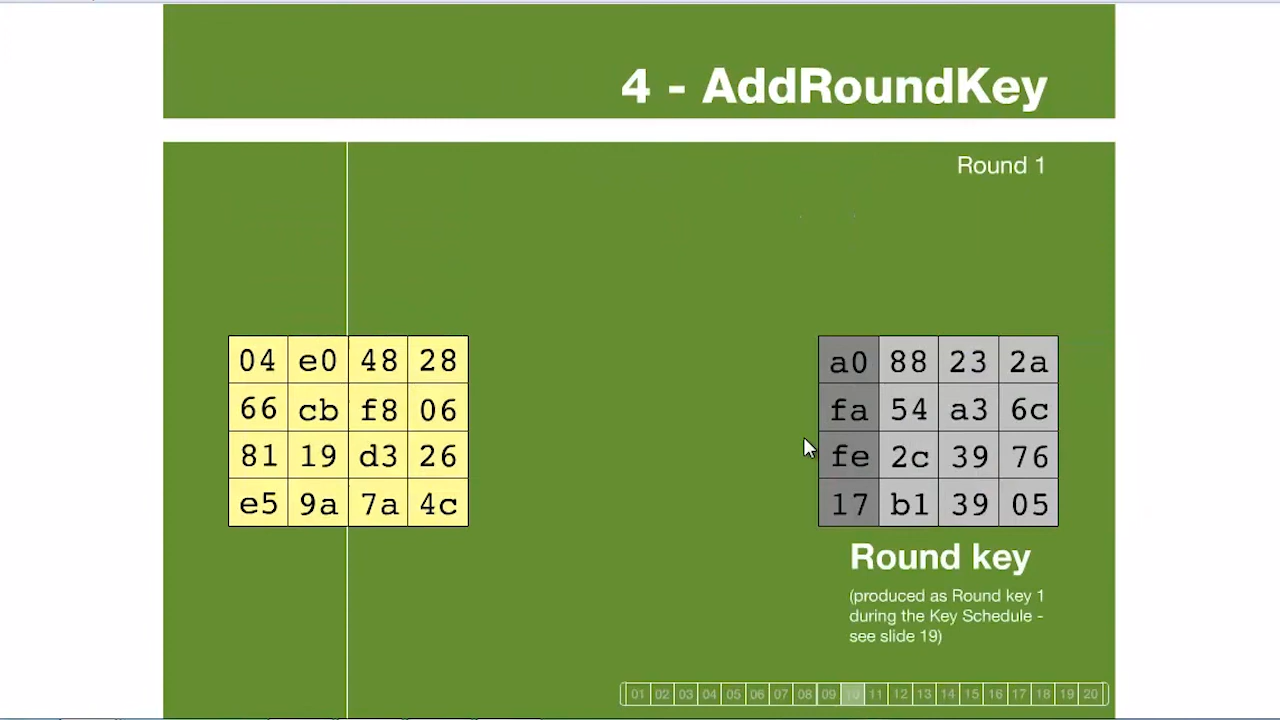 4 - AddRoundKey
Round 1
04 e0 48 28
66 cb f8 06
81 19 d3 26
e5 9a 7a 4c
a0 88 23 2a
fa 54 a3 6c
fe 2c 39 76
17 b1 39 05
Round key
(produced as Round key 1
during the Key Schedule -
see slide 19)
01 02 03 04 05 06 07 08 09 10 11 12 13 14 15 16 17 18 19 20